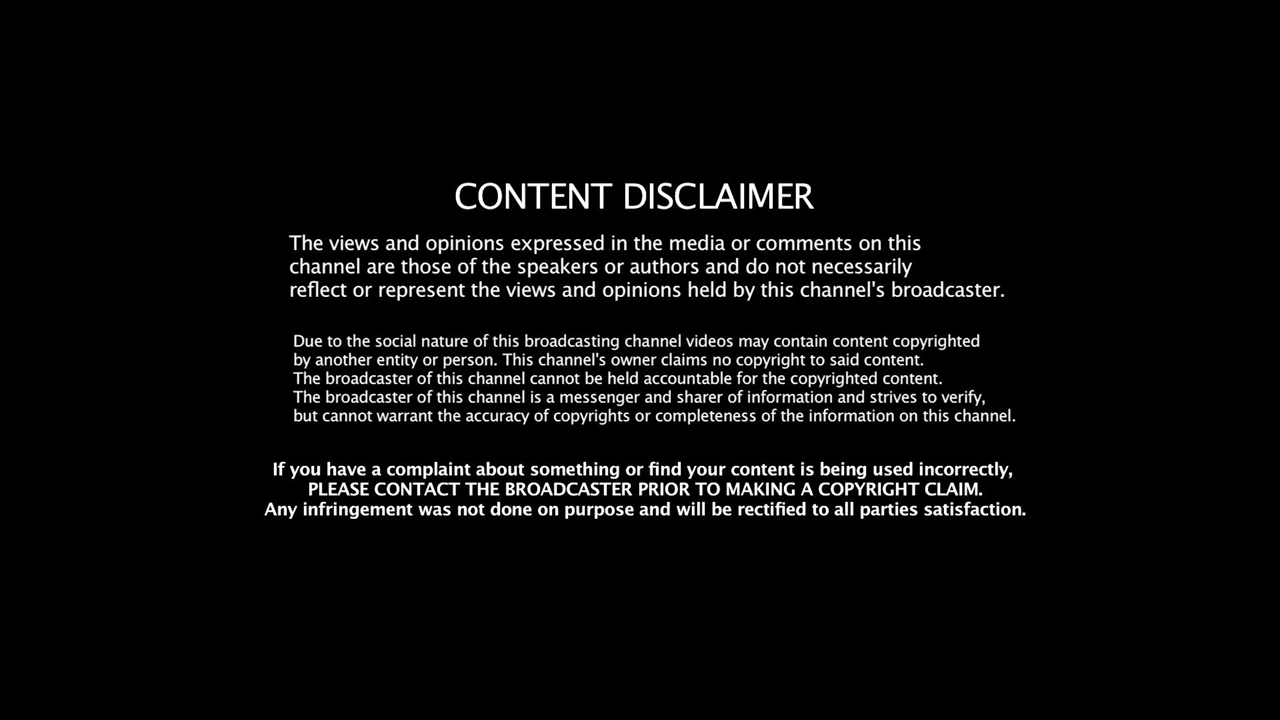 CONTENT DISCLAIMER
The views and opinions expressed in the media or comments on this
channel are those of the speakers or authors and do not necessarily
reflect or represent the views and opinions held by this channel's broadcaster.
Due to the social nature of this broadcasting channel videos may contain content copyrighted
by another entity or person. This channel's owner claims no copyright to said content.
The broadcaster of this channel cannot be held accountable for the copyrighted content.
The broadcaster of this channel is a messenger and sharer of information and strives to verify,
but cannot warrant the accuracy of copyrights or completeness of the information on this channel.
If you have a complaint about something or find your content is being used incorrectly,
PLEASE CONTACT THE BROADCASTER PRIOR TO MAKING A COPYRIGHT CLAIM.
Any infringement was not done on purpose and will be rectified to all parties satisfaction.